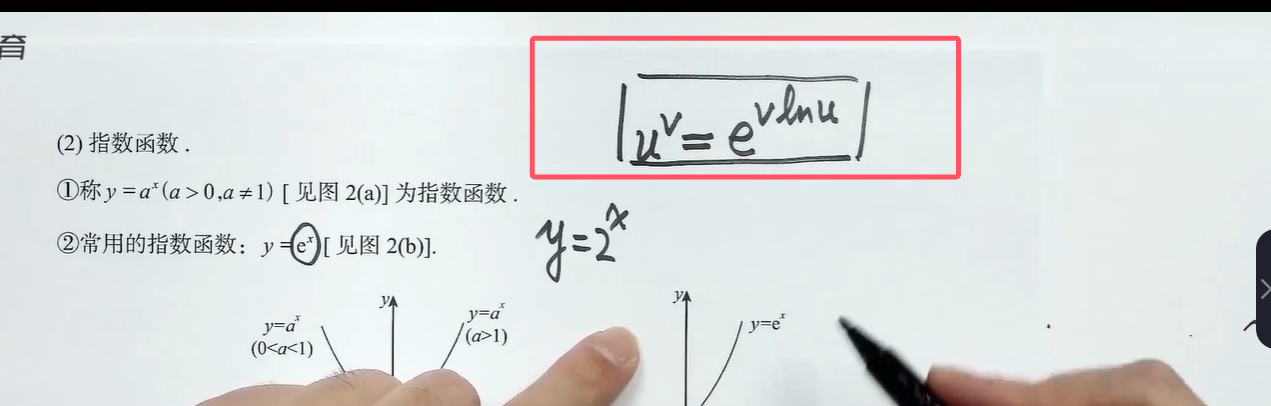 育
u^v = e^{v ln u}
(2) 指数函数 .
①称 y = a^x (a > 0 ,a ≠ 1) [ 见图 2(a)] 为指数函数 .
②常用的指数函数：y = e^x [ 见图 2(b)].
y = 2^x
y
y=a^x
(0<a<1)
y=a^x
(a>1)
y
y=e^x